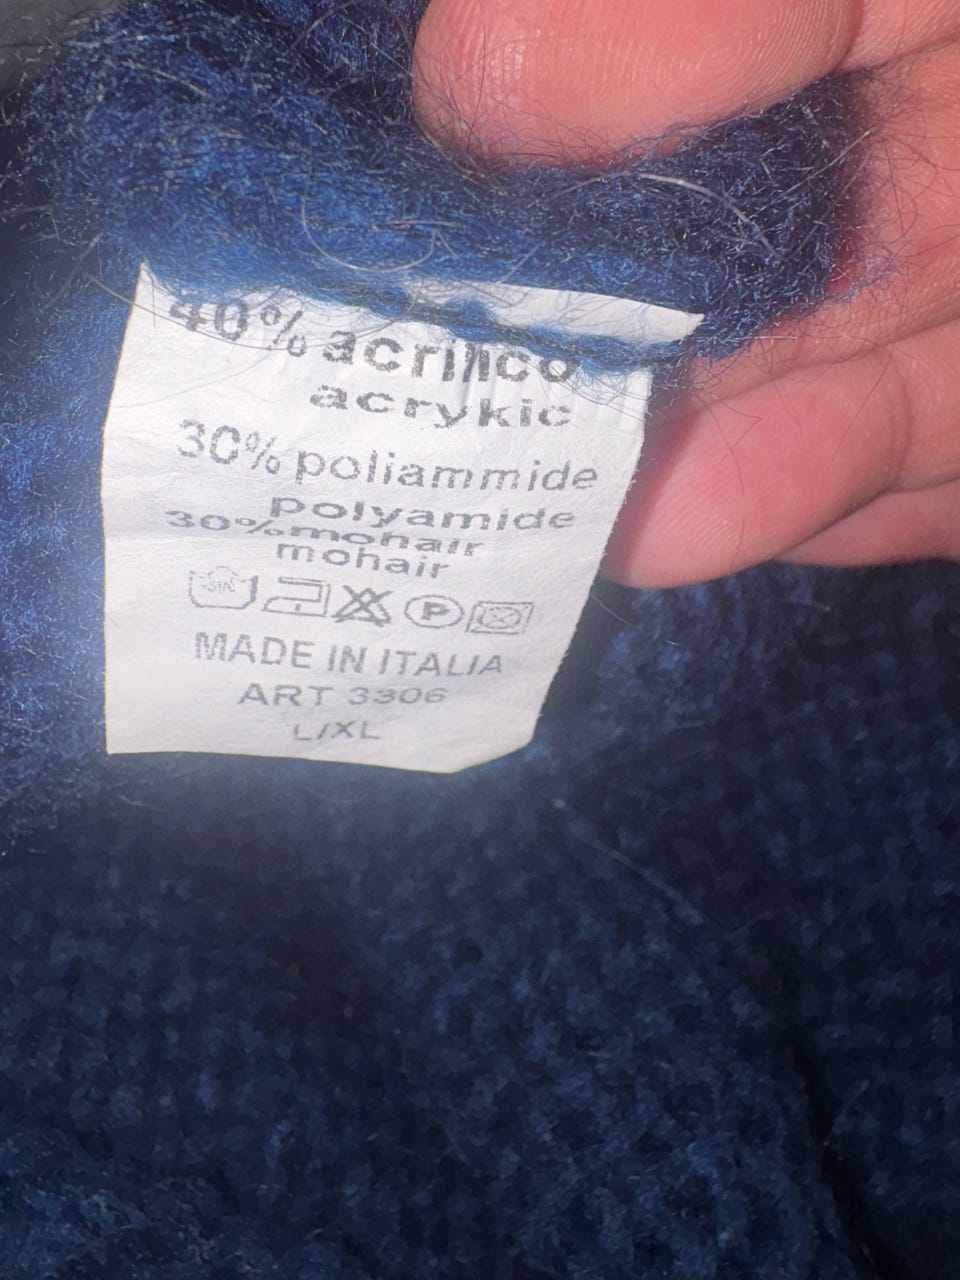 40% acrilico
acrykic
30% poliammide
polyamide
30% mohair
mohair
P
MADE IN ITALIA
ART 3306
L/XL